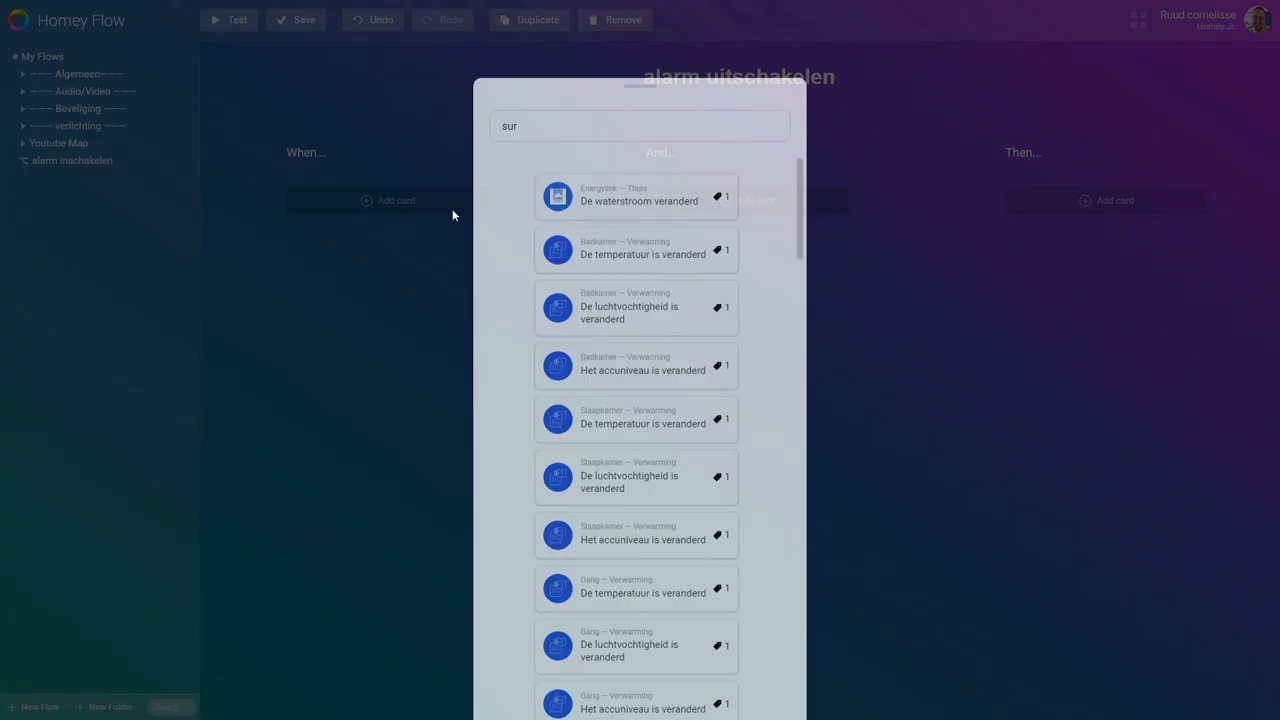 Homey Flow
Test
Save
Undo
Redo
Duplicate
Remove
Ruud cornelisse
Homey Jr.
My Flows
——— Algemeen———
——— Audio/Video ———
——— Beveliging ———
——— verlichting ———
Youtube Map
alarm inschakelen
alarm uitschakelen
sur
When...
And...
Then...
Add card
Add card
Energylink — Thuis
De waterstroom veranderd
1
Badkamer — Verwarming
De temperatuur is veranderd
1
Badkamer — Verwarming
De luchtvochtigheid is
veranderd
1
Badkamer — Verwarming
Het accuniveau is veranderd
1
Slaapkamer — Verwarming
De temperatuur is veranderd
1
Slaapkamer — Verwarming
De luchtvochtigheid is
veranderd
1
Slaapkamer — Verwarming
Het accuniveau is veranderd
1
Gang — Verwarming
De temperatuur is veranderd
1
Gang — Verwarming
De luchtvochtigheid is
veranderd
1
Gang — Verwarming
Het accuniveau is veranderd
1
New Flow
New Folder